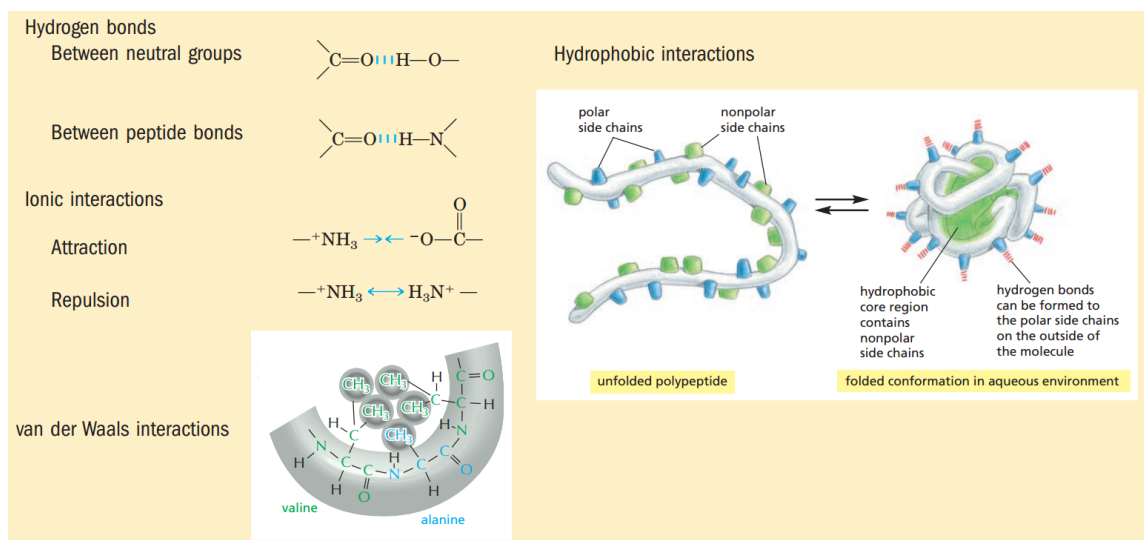 Hydrogen bonds
Between neutral groups
C=O H—O—
Between peptide bonds
C=O H—N
Ionic interactions
Attraction
—⁺NH₃ →← ⁻O—C—
O
Repulsion
—⁺NH₃ ←→ H₃N⁺ —
van der Waals interactions
CH₃ CH₃ H C=O
CH₃ CH₃ C C—H
H CH₃ H—N
N C H C
H C C N C O
H O H
valine
alanine
Hydrophobic interactions
polar
side chains
nonpolar
side chains
hydrophobic
core region
contains
nonpolar
side chains
hydrogen bonds
can be formed to
the polar side chains
on the outside of
the molecule
unfolded polypeptide
folded conformation in aqueous environment